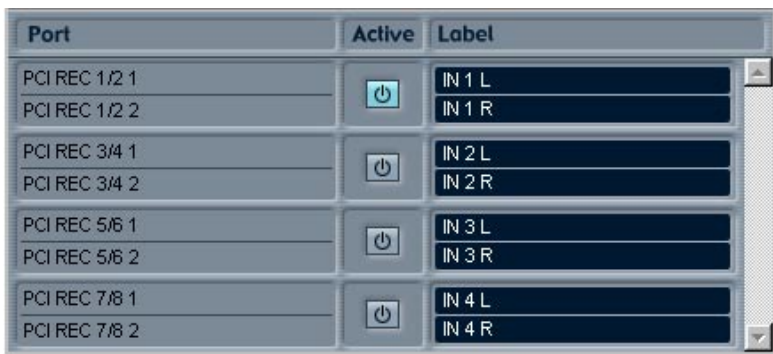 Port Active Label
PCI REC 1/2 1 IN 1 L
PCI REC 1/2 2 IN 1 R
PCI REC 3/4 1 IN 2 L
PCI REC 3/4 2 IN 2 R
PCI REC 5/6 1 IN 3 L
PCI REC 5/6 2 IN 3 R
PCI REC 7/8 1 IN 4 L
PCI REC 7/8 2 IN 4 R